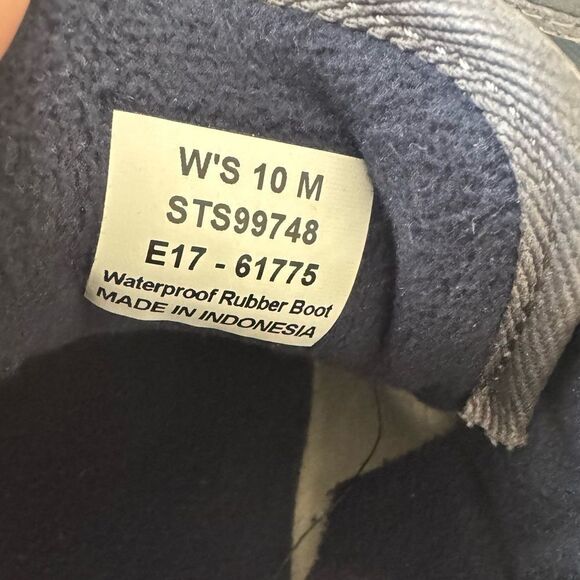 W'S 10 M
STS99748
E17 - 61775
Waterproof Rubber Boot
MADE IN INDONESIA